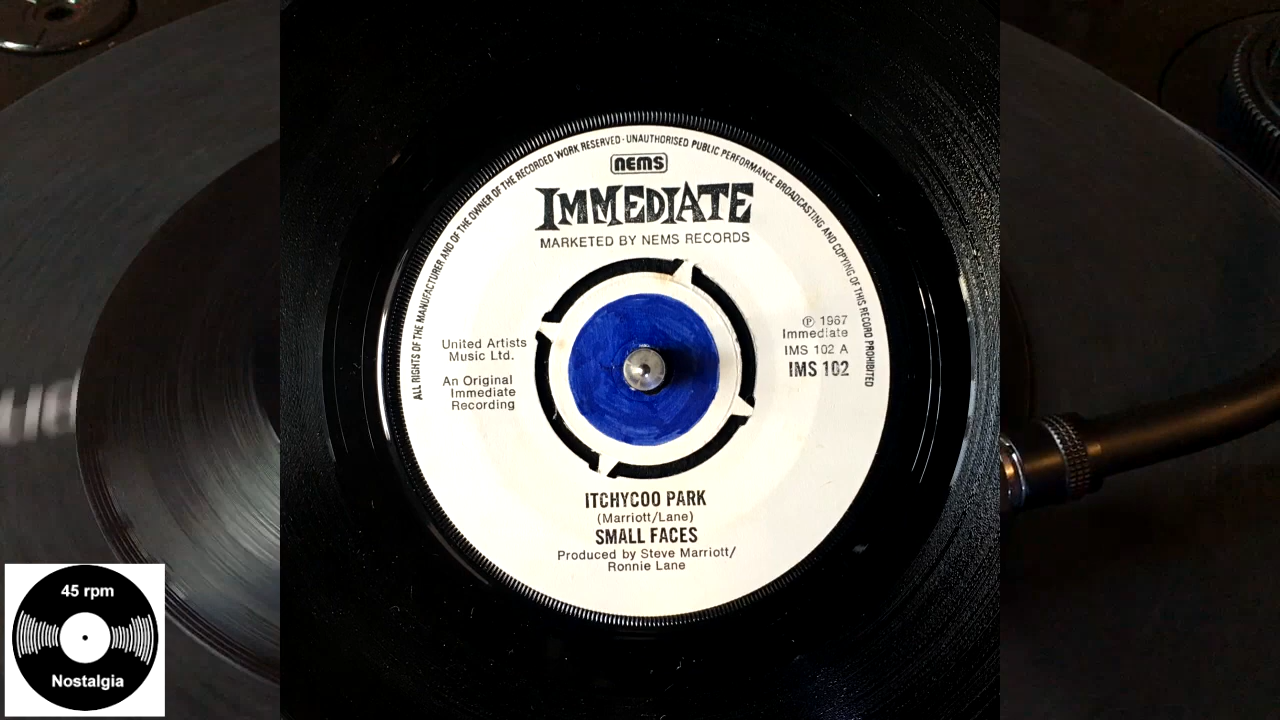 ALL RIGHTS OF THE MANUFACTURER AND OF THE OWNER OF THE RECORDED WORK RESERVED · UNAUTHORISED PUBLIC PERFORMANCE BROADCASTING AND COPYING OF THIS RECORD PROHIBITED
NEMS
IMMEDIATE
MARKETED BY NEMS RECORDS
United Artists
Music Ltd.
An Original
Immediate
Recording
℗ 1967
Immediate
IMS 102 A
IMS 102
ITCHYCOO PARK
(Marriott/Lane)
SMALL FACES
Produced by Steve Marriott/
Ronnie Lane
45 rpm
Nostalgia